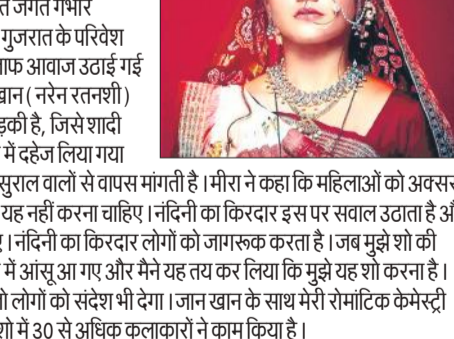 त जगत गंभीर
गुजरात के परिवेश
ाफ आवाज उठाई गई
खान ( नरेन रतनशी )
ड़की है, जिसे शादी
में दहेज लिया गया
सुराल वालों से वापस मांगती है । मीरा ने कहा कि महिलाओं को अक्सर
यह नहीं करना चाहिए । नंदिनी का किरदार इस पर सवाल उठाता है औ
। नंदिनी का किरदार लोगों को जागरूक करता है । जब मुझे शो की
में आंसू आ गए और मैने यह तय कर लिया कि मुझे यह शो करना है ।
ो लोगों को संदेश भी देगा । जान खान के साथ मेरी रोमांटिक केमेस्ट्री
शो में 30 से अधिक कलाकारों ने काम किया है ।